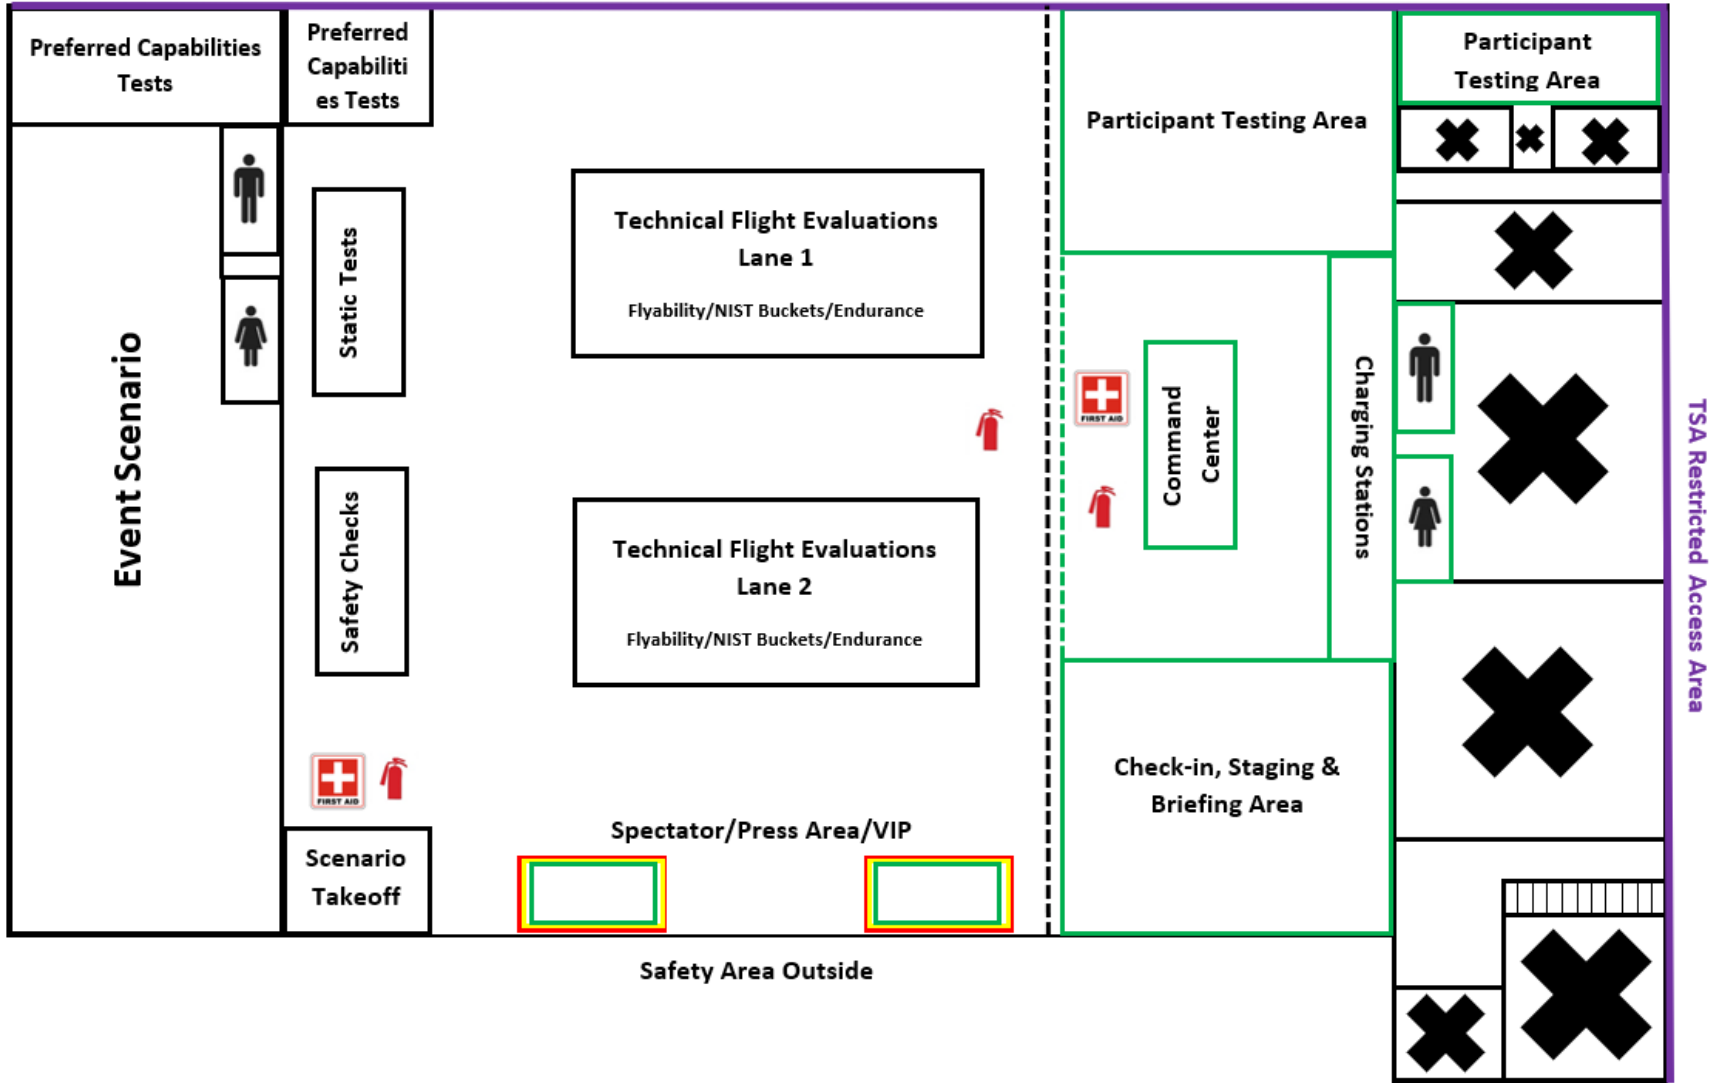 Preferred Capabilities
Tests
Preferred
Capabiliti
es Tests
Participant Testing Area
Participant
Testing Area
Static Tests
Technical Flight Evaluations
Lane 1
Flyability/NIST Buckets/Endurance
Event Scenario
FIRST AID
Command
Center
Charging Stations
TSA Restricted Access Area
Safety Checks
Technical Flight Evaluations
Lane 2
Flyability/NIST Buckets/Endurance
FIRST AID
Check-in, Staging &
Briefing Area
Spectator/Press Area/VIP
Scenario
Takeoff
Safety Area Outside